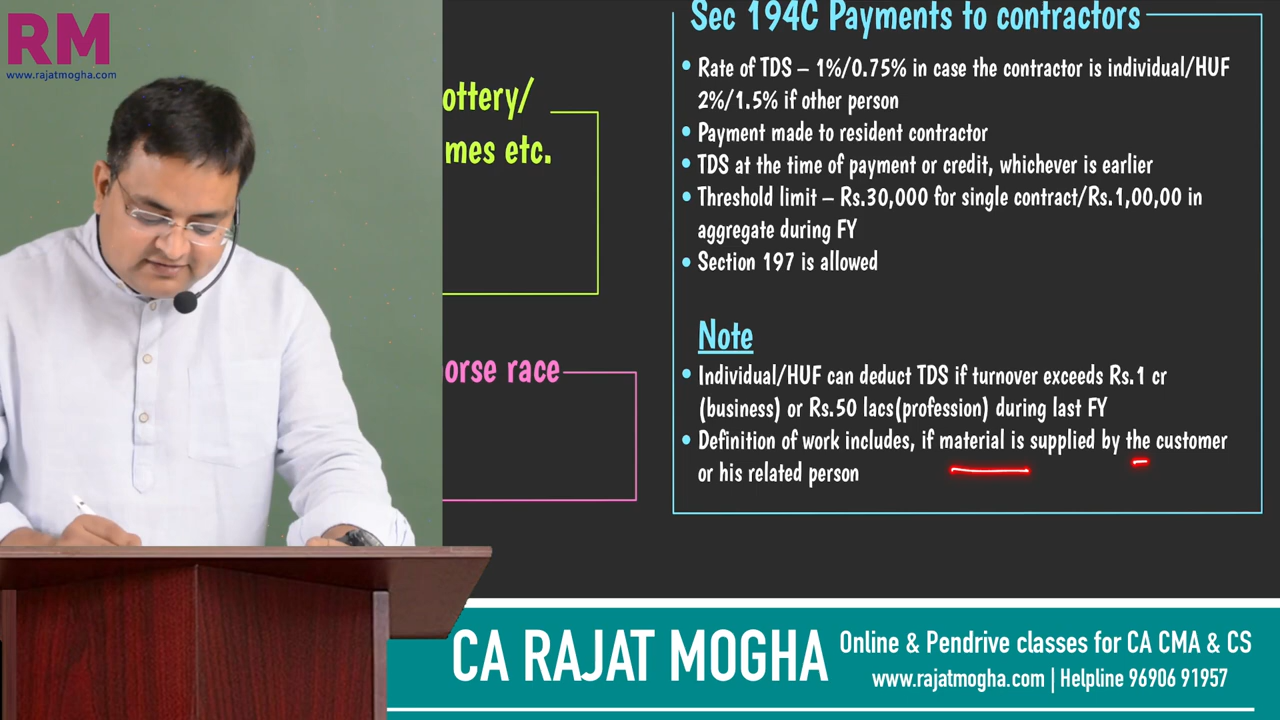 RM
www.rajatmogha.com
ottery/
mes etc.
orse race
Sec 194C Payments to contractors
• Rate of TDS – 1%/0.75% in case the contractor is individual/HUF
2%/1.5% if other person
• Payment made to resident contractor
• TDS at the time of payment or credit, whichever is earlier
• Threshold limit – Rs.30,000 for single contract/Rs.1,00,00 in
aggregate during FY
• Section 197 is allowed
Note
• Individual/HUF can deduct TDS if turnover exceeds Rs.1 cr
(business) or Rs.50 lacs(profession) during last FY
• Definition of work includes, if material is supplied by the customer
or his related person
CA RAJAT MOGHA
Online & Pendrive classes for CA CMA & CS
www.rajatmogha.com | Helpline 96906 91957